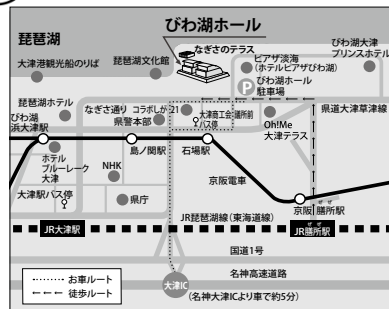 びわ湖ホール
琵琶湖
なぎさのテラス
大津港観光船のりば
琵琶湖文化館
ピアザ淡海
(ホテルピアザびわ湖)
びわ湖大津
プリンスホテル
P
びわ湖ホール
駐車場
琵琶湖ホテル
なぎさ通り
コラボしが21
びわ湖
浜大津駅
県警本部
大津商工会議所前
バス停
Oh!Me
大津テラス
県道大津草津線
島ノ関駅
石場駅
ホテル
ブルーレーク
大津
NHK
大津駅バス停
県庁
京阪電車
京阪膳所駅
ぜぜ
JR琵琶湖線(東海道線)
JR大津駅
JR膳所駅
ぜぜ
国道1号
名神高速道路
お車ルート
徒歩ルート
大津IC
(名神大津ICより車で約5分)